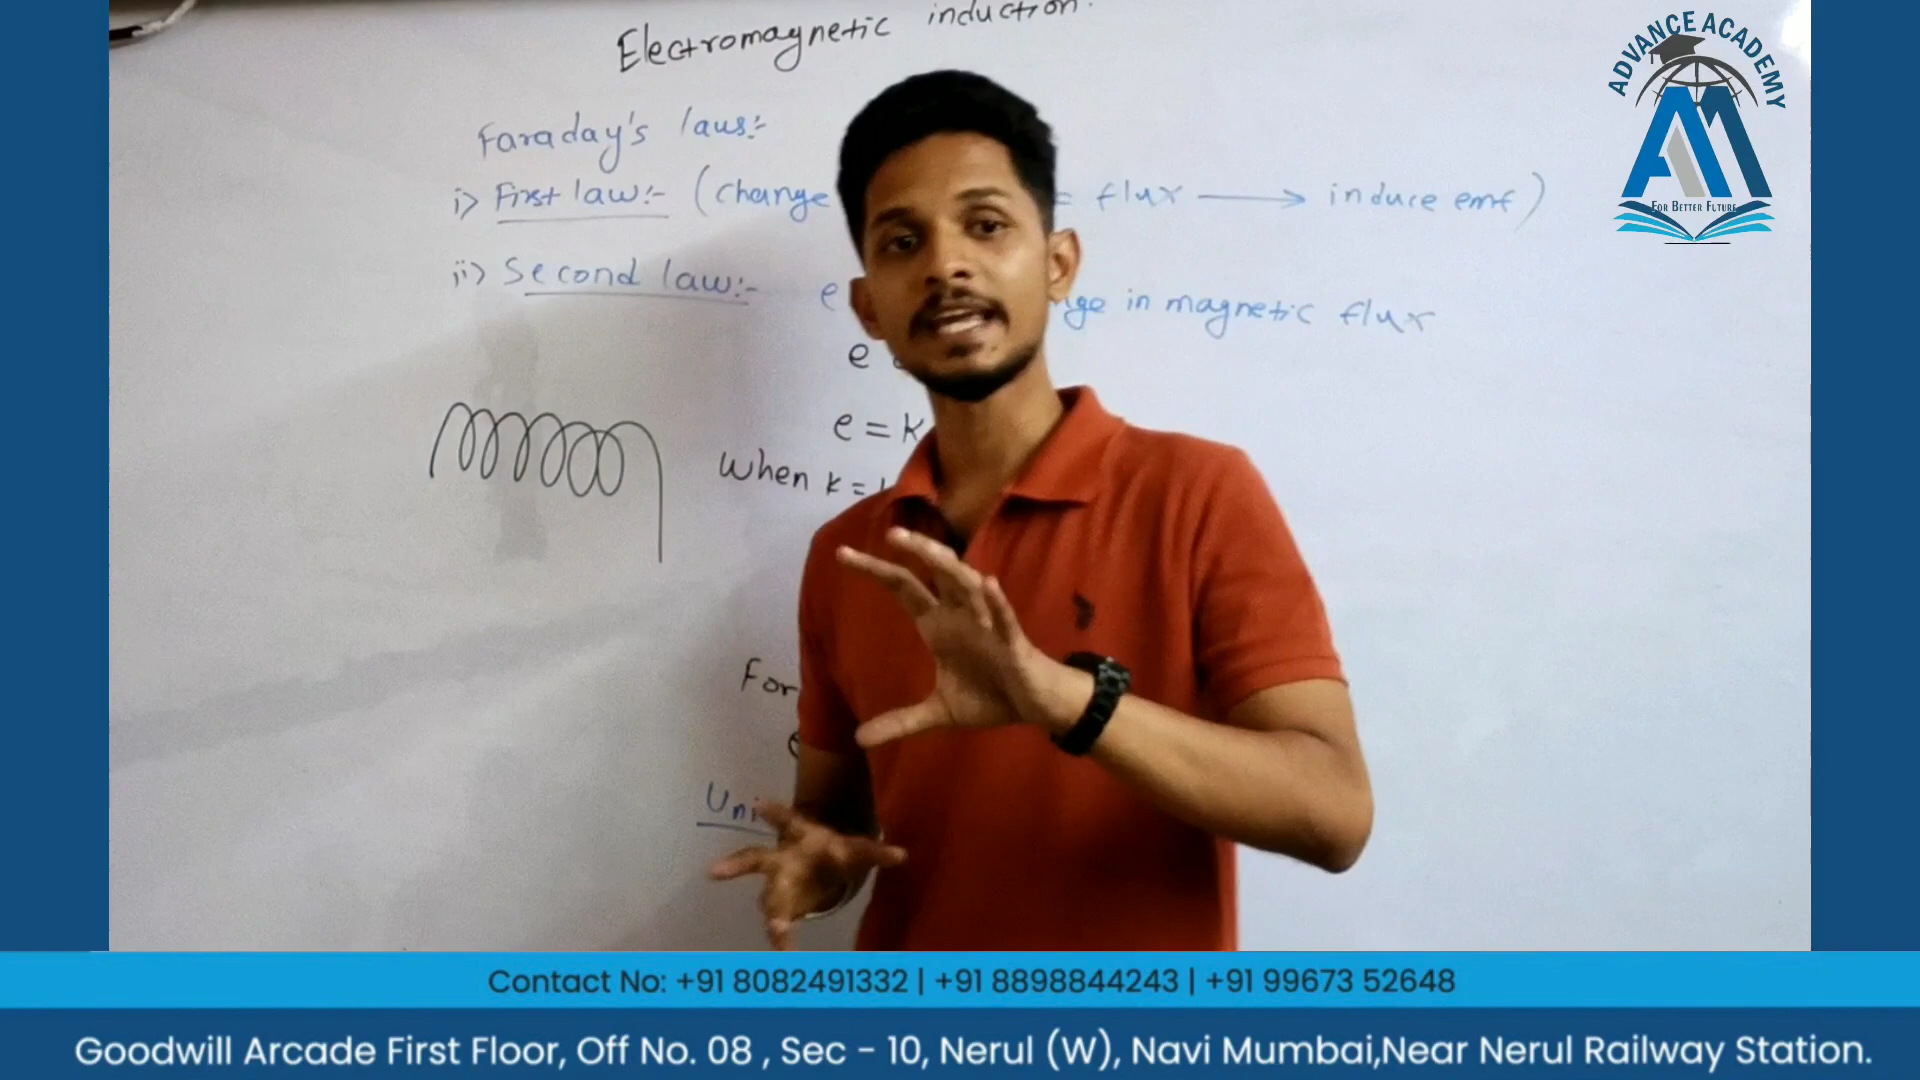 Electromagnetic induction.
Faraday's laws:-
i) First law:- (change flux → induce emf)
ii) Second law:- e in magnetic flux
e
e = k
when k =
For
Uni
ADVANCE ACADEMY
FOR BETTER FUTURE
Contact No: +91 8082491332 | +91 8898844243 | +91 99673 52648
Goodwill Arcade First Floor, Off No. 08 , Sec - 10, Nerul (W), Navi Mumbai,Near Nerul Railway Station.